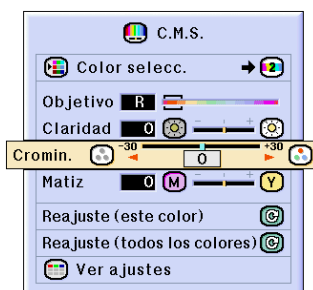 C.M.S.
Color selecc. 2
Objetivo R
Claridad 0 - +
Cromin. -30 0 +30
Matiz 0 M - + Y
Reajuste (este color)
Reajuste (todos los colores)
Ver ajustes